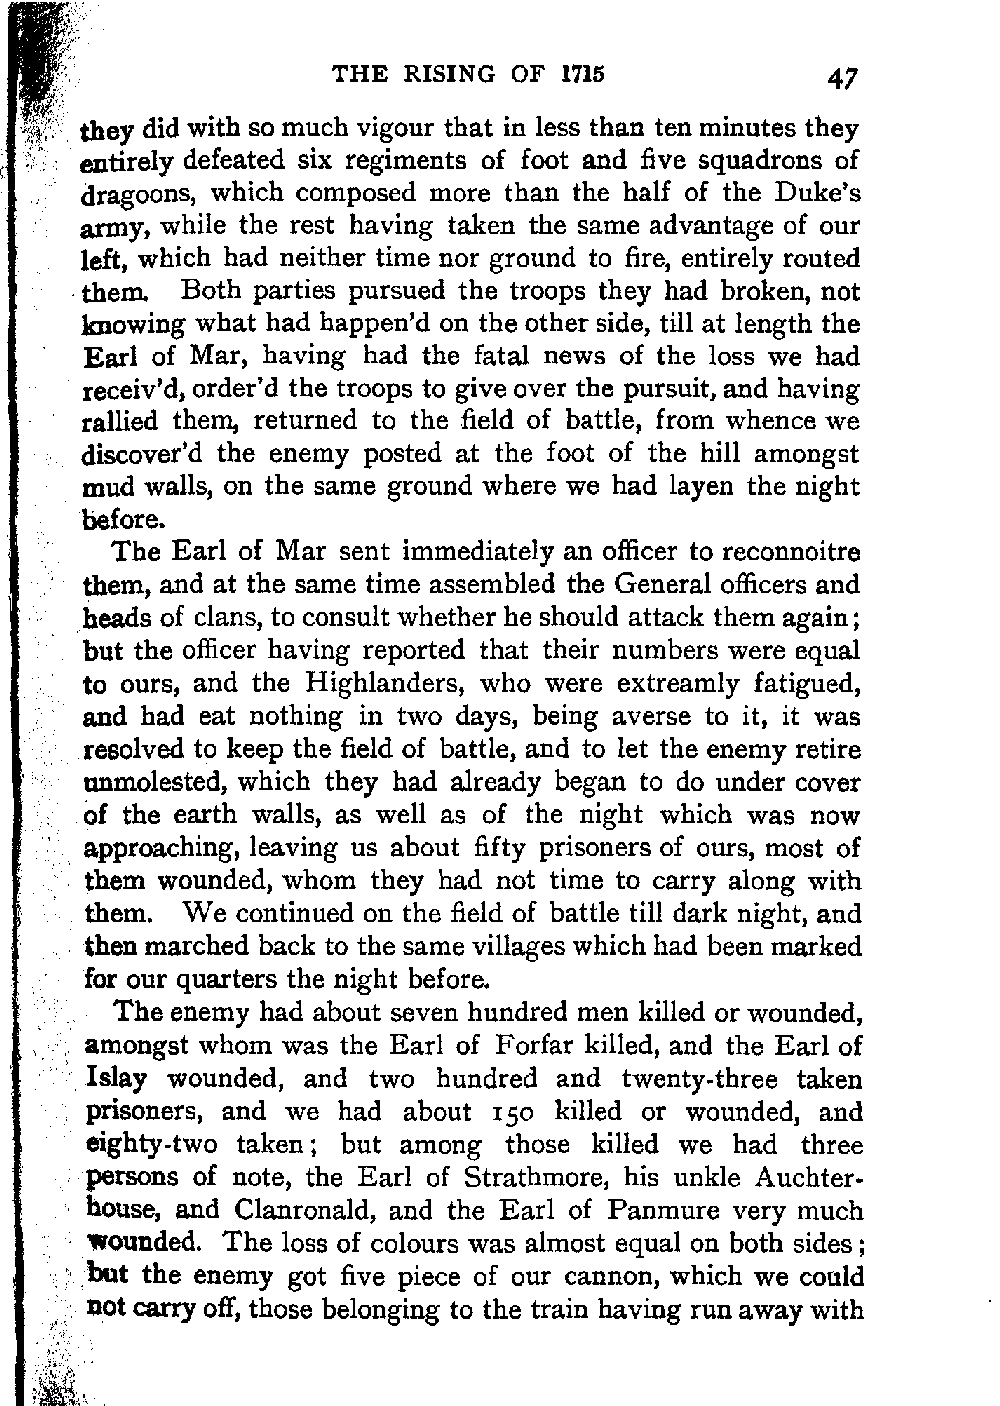 THE RISING OF 1715 47
they did with so much vigour that in less than ten minutes they
entirely defeated six regiments of foot and five squadrons of
dragoons, which composed more than the half of the Duke's
army, while the rest having taken the same advantage of our
left, which had neither time nor ground to fire, entirely routed
them. Both parties pursued the troops they had broken, not
knowing what had happen'd on the other side, till at length the
Earl of Mar, having had the fatal news of the loss we had
receiv'd, order'd the troops to give over the pursuit, and having
rallied them, returned to the field of battle, from whence we
discover'd the enemy posted at the foot of the hill amongst
mud walls, on the same ground where we had layen the night
before.
The Earl of Mar sent immediately an officer to reconnoitre
them, and at the same time assembled the General officers and
heads of clans, to consult whether he should attack them again;
but the officer having reported that their numbers were equal
to ours, and the Highlanders, who were extreamly fatigued,
and had eat nothing in two days, being averse to it, it was
resolved to keep the field of battle, and to let the enemy retire
unmolested, which they had already began to do under cover
of the earth walls, as well as of the night which was now
approaching, leaving us about fifty prisoners of ours, most of
them wounded, whom they had not time to carry along with
them. We continued on the field of battle till dark night, and
then marched back to the same villages which had been marked
for our quarters the night before.
The enemy had about seven hundred men killed or wounded,
amongst whom was the Earl of Forfar killed, and the Earl of
Islay wounded, and two hundred and twenty-three taken
prisoners, and we had about 150 killed or wounded, and
eighty-two taken; but among those killed we had three
persons of note, the Earl of Strathmore, his unkle Auchter-
house, and Clanronald, and the Earl of Panmure very much
wounded. The loss of colours was almost equal on both sides;
but the enemy got five piece of our cannon, which we could
not carry off, those belonging to the train having run away with